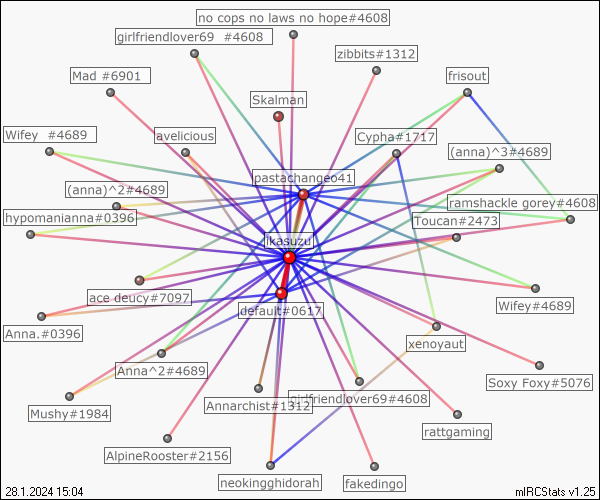 no cops no laws no hope#4608
girlfriendlover69 #4608
zibbits#1312
Mad #6901
frisout
Skalman
Wifey #4689
avelicious
Cypha#1717
(anna)^3#4689
pastachangeo41
(anna)^2#4689
ramshackle gorey#4608
hypomanianna#0396
Toucan#2473
ikasuzu
ace deucy#7097
Wifey#4689
default#0617
Anna.#0396
xenoyaut
Anna^2#4689
Soxy Foxy#5076
girlfriendlover69#4608
Annarchist#1312
Mushy#1984
rattgaming
AlpineRooster#2156
neokingghidorah
fakedingo
28.1.2024 15:04
mIRCStats v1.25